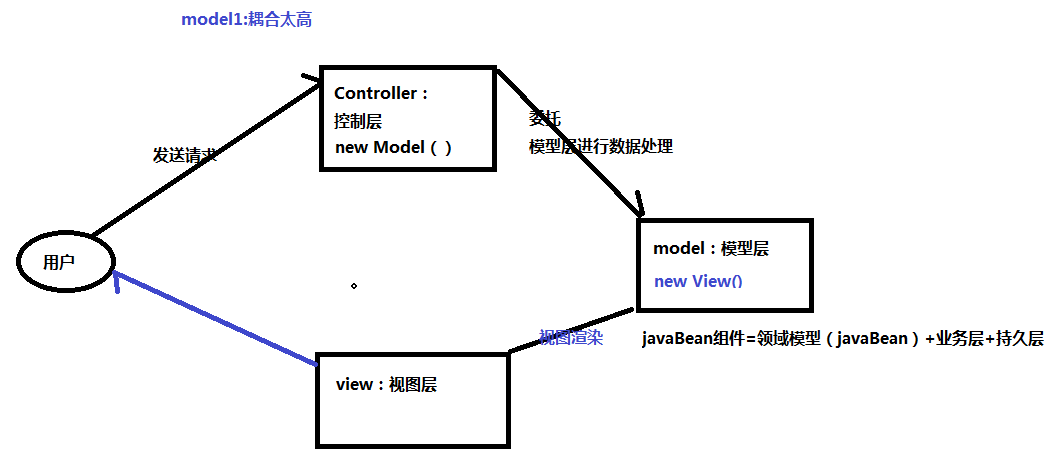 model1:耦合太高
Controller：
控制层
new Model（ ）
委托
模型层进行数据处理
发送请求
用户
model：模型层
new View()
视图渲染
javaBean组件=领域模型（javaBean）+业务层+持久层
view：视图层